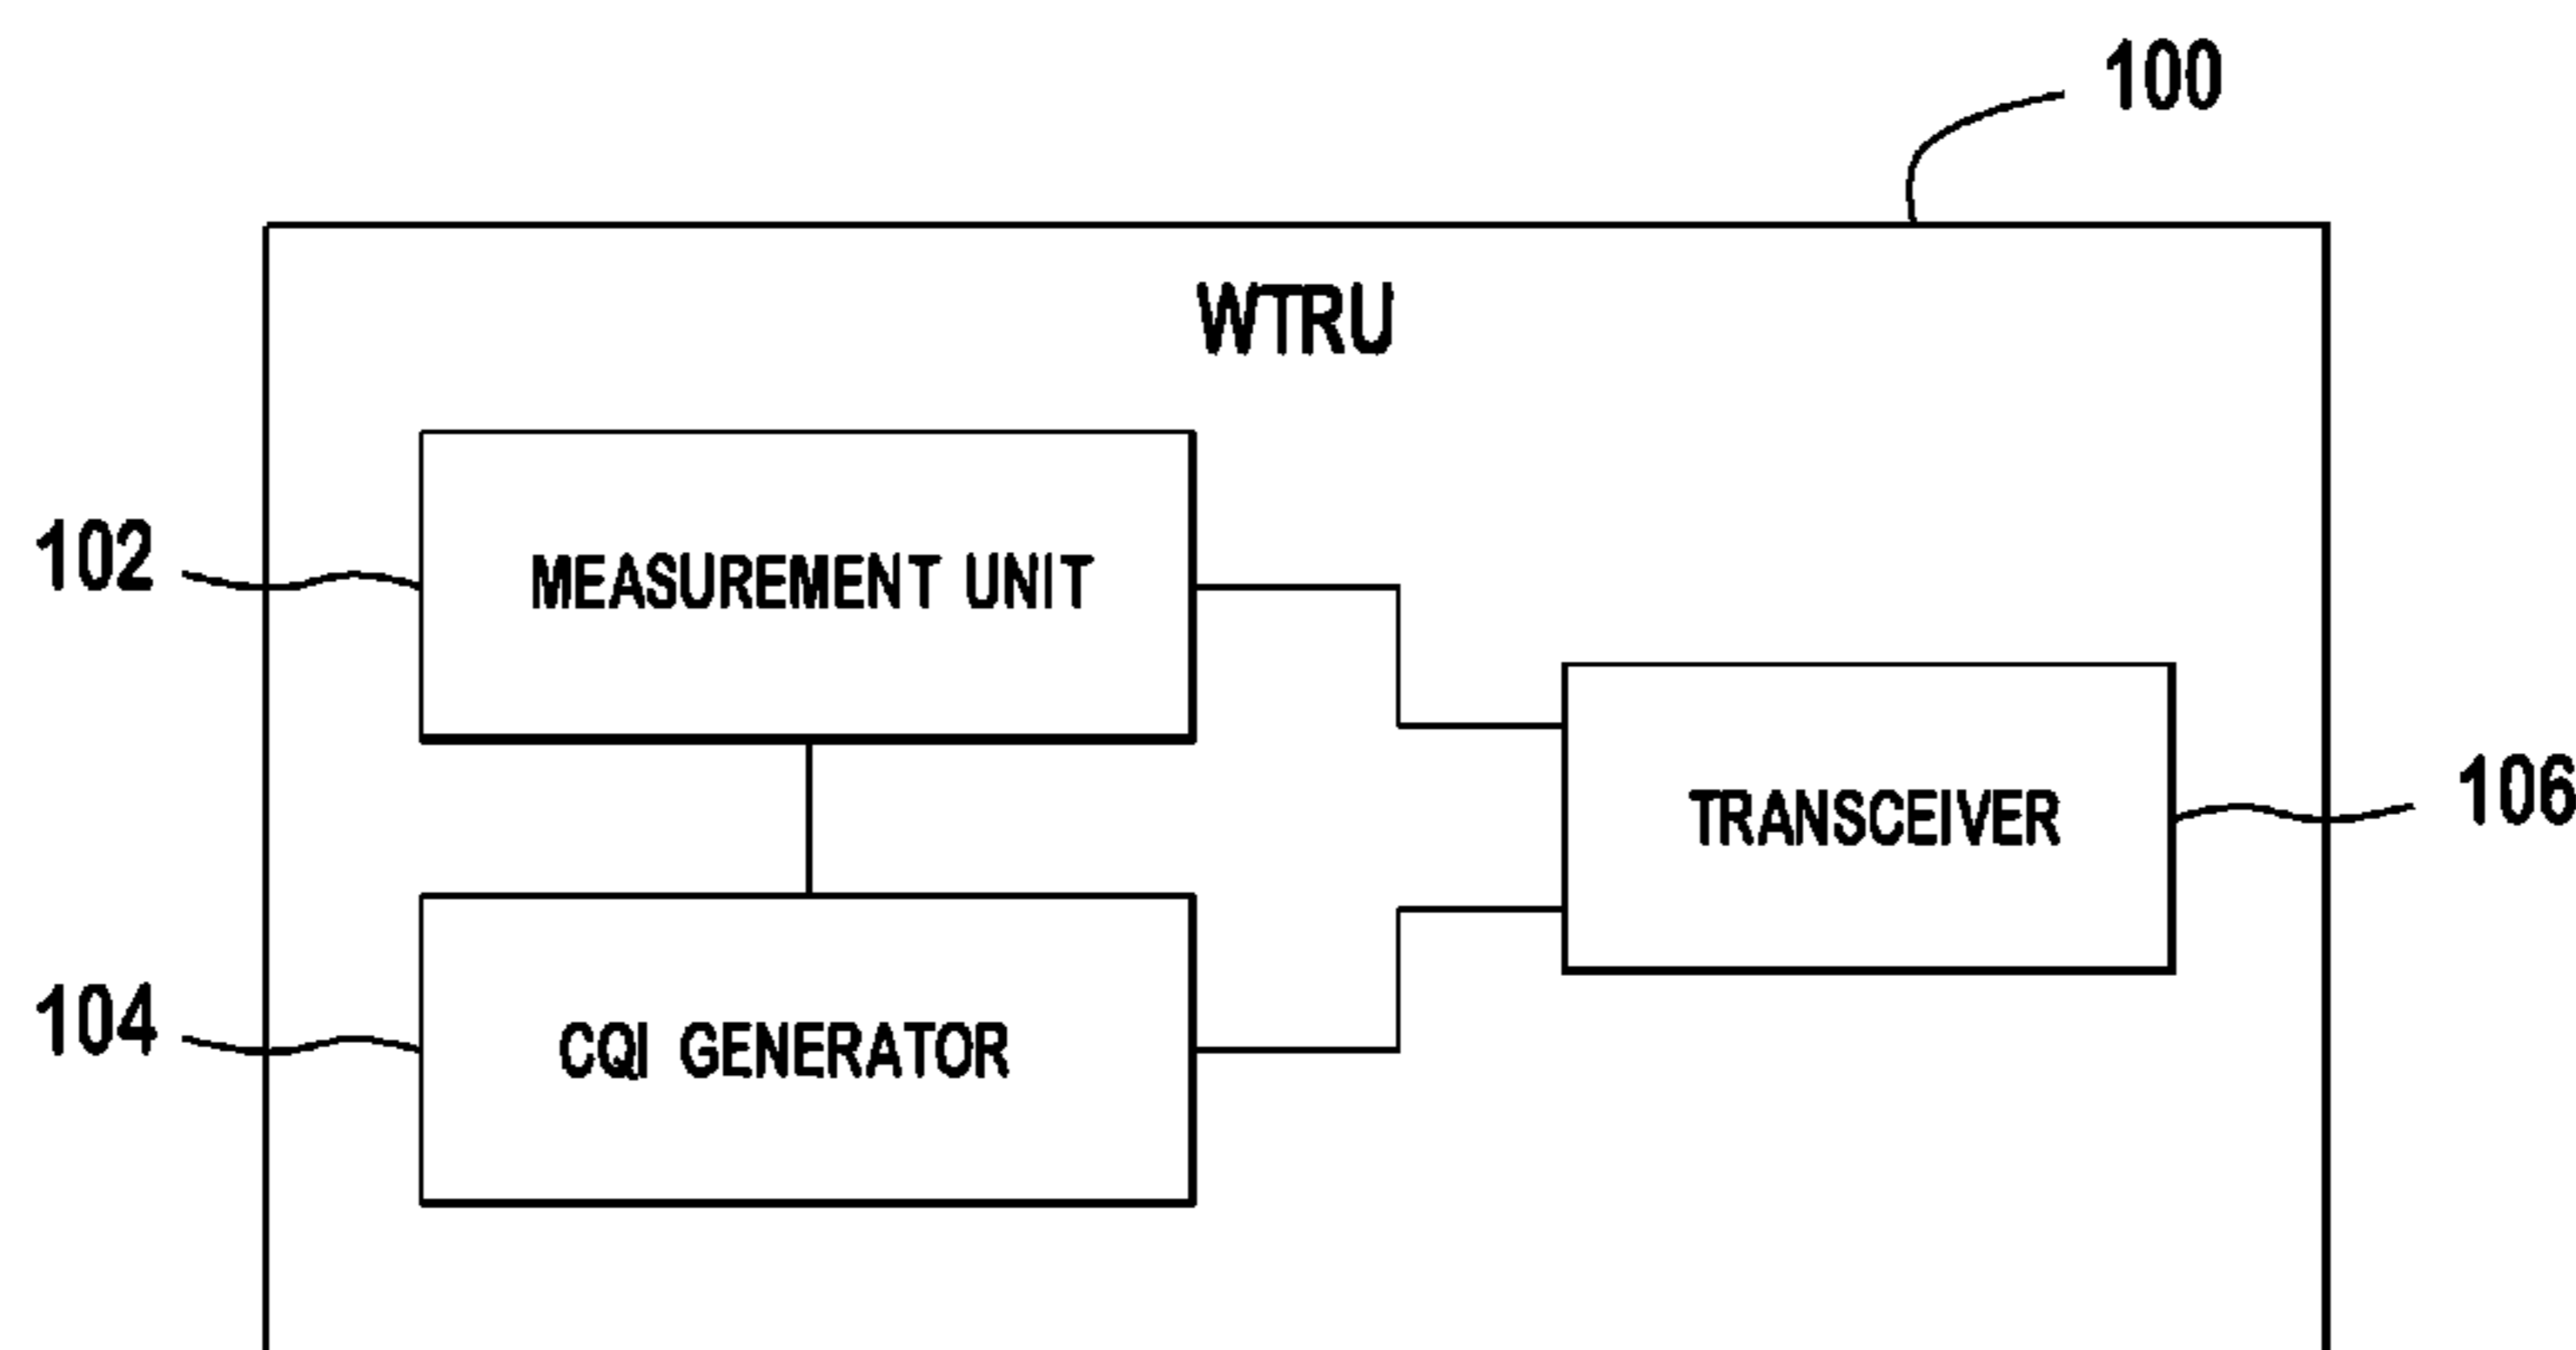 100
WTRU
102
MEASUREMENT UNIT
TRANSCEIVER
106
104
CQI GENERATOR